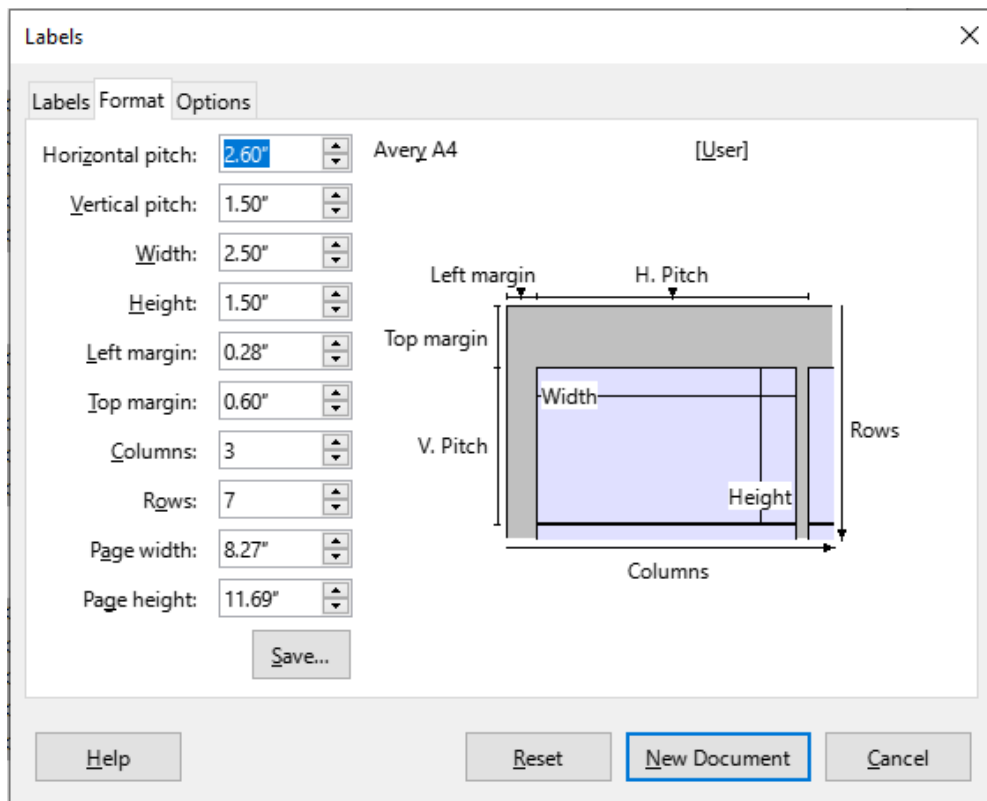 Labels
Labels Format Options
Horizontal pitch: 2.60" Avery A4 [User]
Vertical pitch: 1.50"
Width: 2.50"
Height: 1.50"
Left margin: 0.28"
Top margin: 0.60"
Columns: 3
Rows: 7
Page width: 8.27"
Page height: 11.69"
Save...
Left margin H. Pitch
Top margin
Width
V. Pitch Rows
Height
Columns
Help Reset New Document Cancel